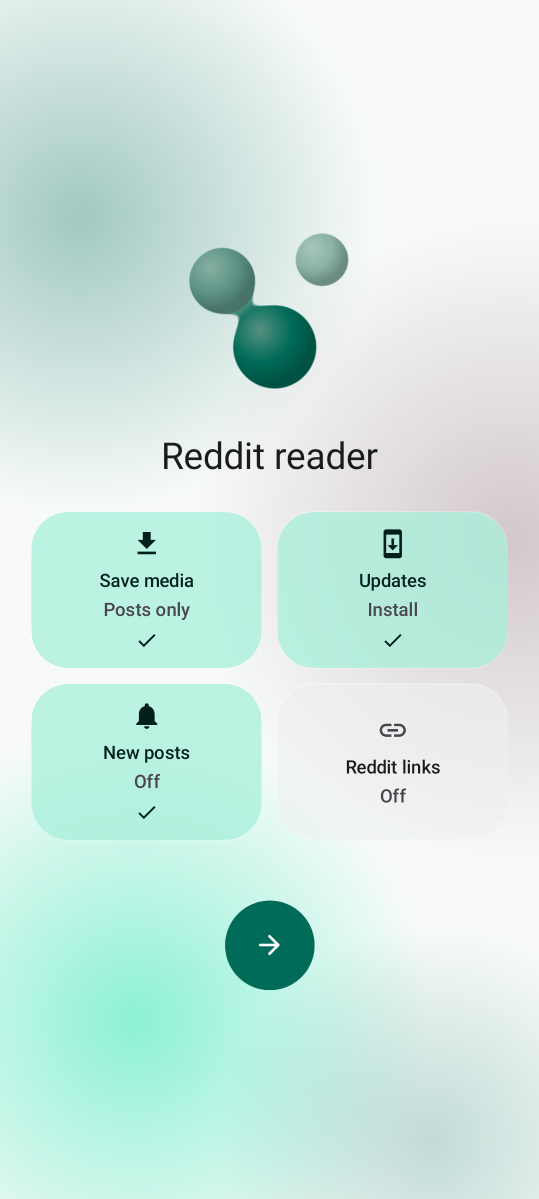 Reddit reader
Save media
Posts only
Updates
Install
New posts
Off
Reddit links
Off